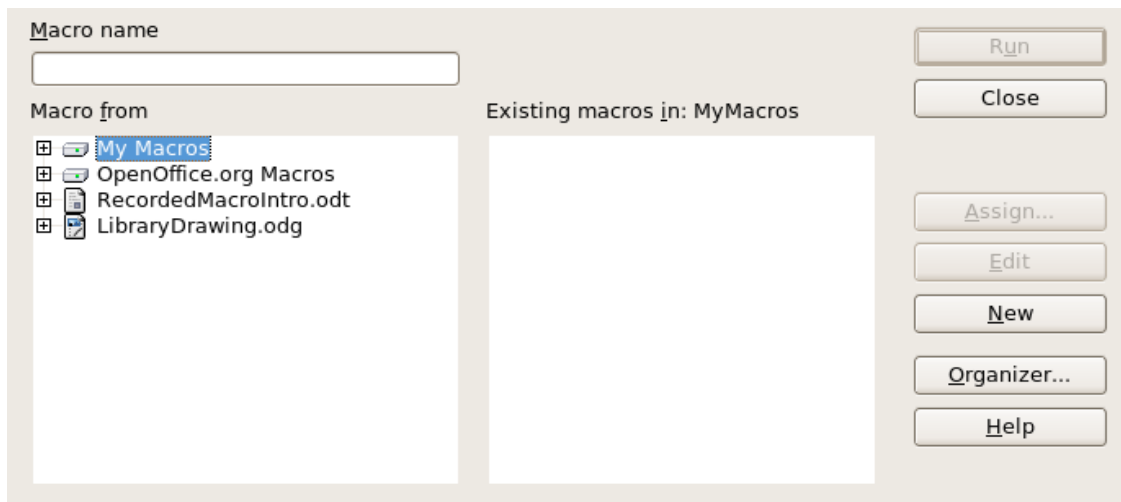 Macro name
Run
Close
Macro from
Existing macros in: MyMacros
My Macros
OpenOffice.org Macros
RecordedMacroIntro.odt
LibraryDrawing.odg
Assign...
Edit
New
Organizer...
Help